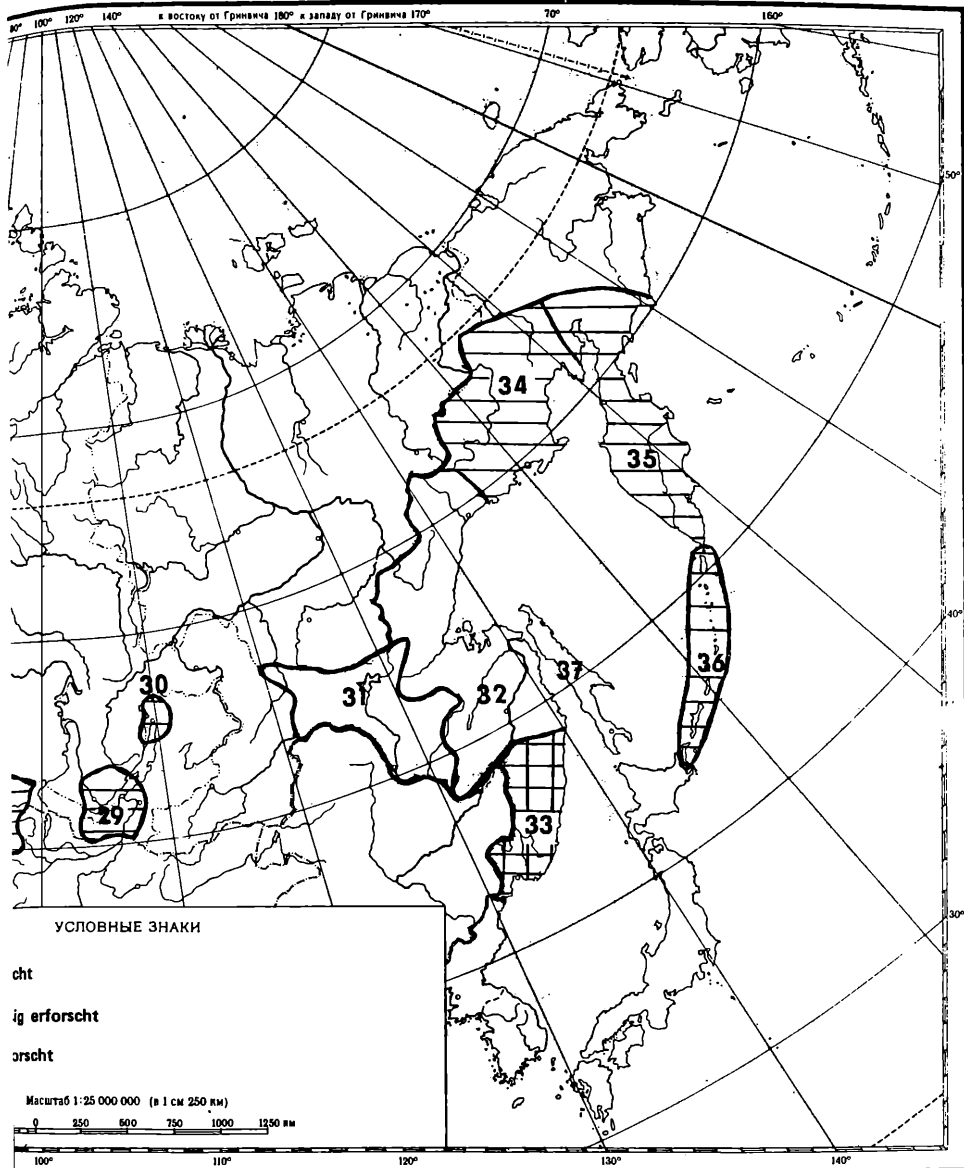 80° 100° 120° 140° к востоку от Гринвича 180° к западу от Гринвича 170° 70° 160°
50°
34
35
40°
36
37
30
31
32
29
33
30°
УСЛОВНЫЕ ЗНАКИ
cht
ig erforscht
orscht
Масштаб 1:25 000 000 (в 1 см 250 км)
0 250 500 750 1000 1250 км
100° 110° 120° 130° 140°